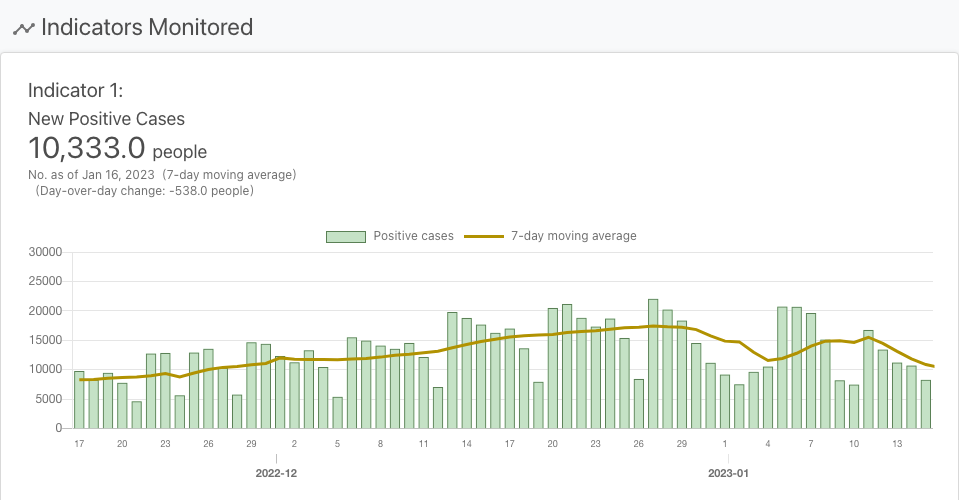 Indicators Monitored
Indicator 1:
New Positive Cases
10,333.0 people
No. as of Jan 16, 2023 (7-day moving average)
(Day-over-day change: -538.0 people)
Positive cases 7-day moving average
30000
25000
20000
15000
10000
5000
0
17 20 23 26 29 2 5 8 11 14 17 20 23 26 29 1 4 7 10 13
2022-12 2023-01